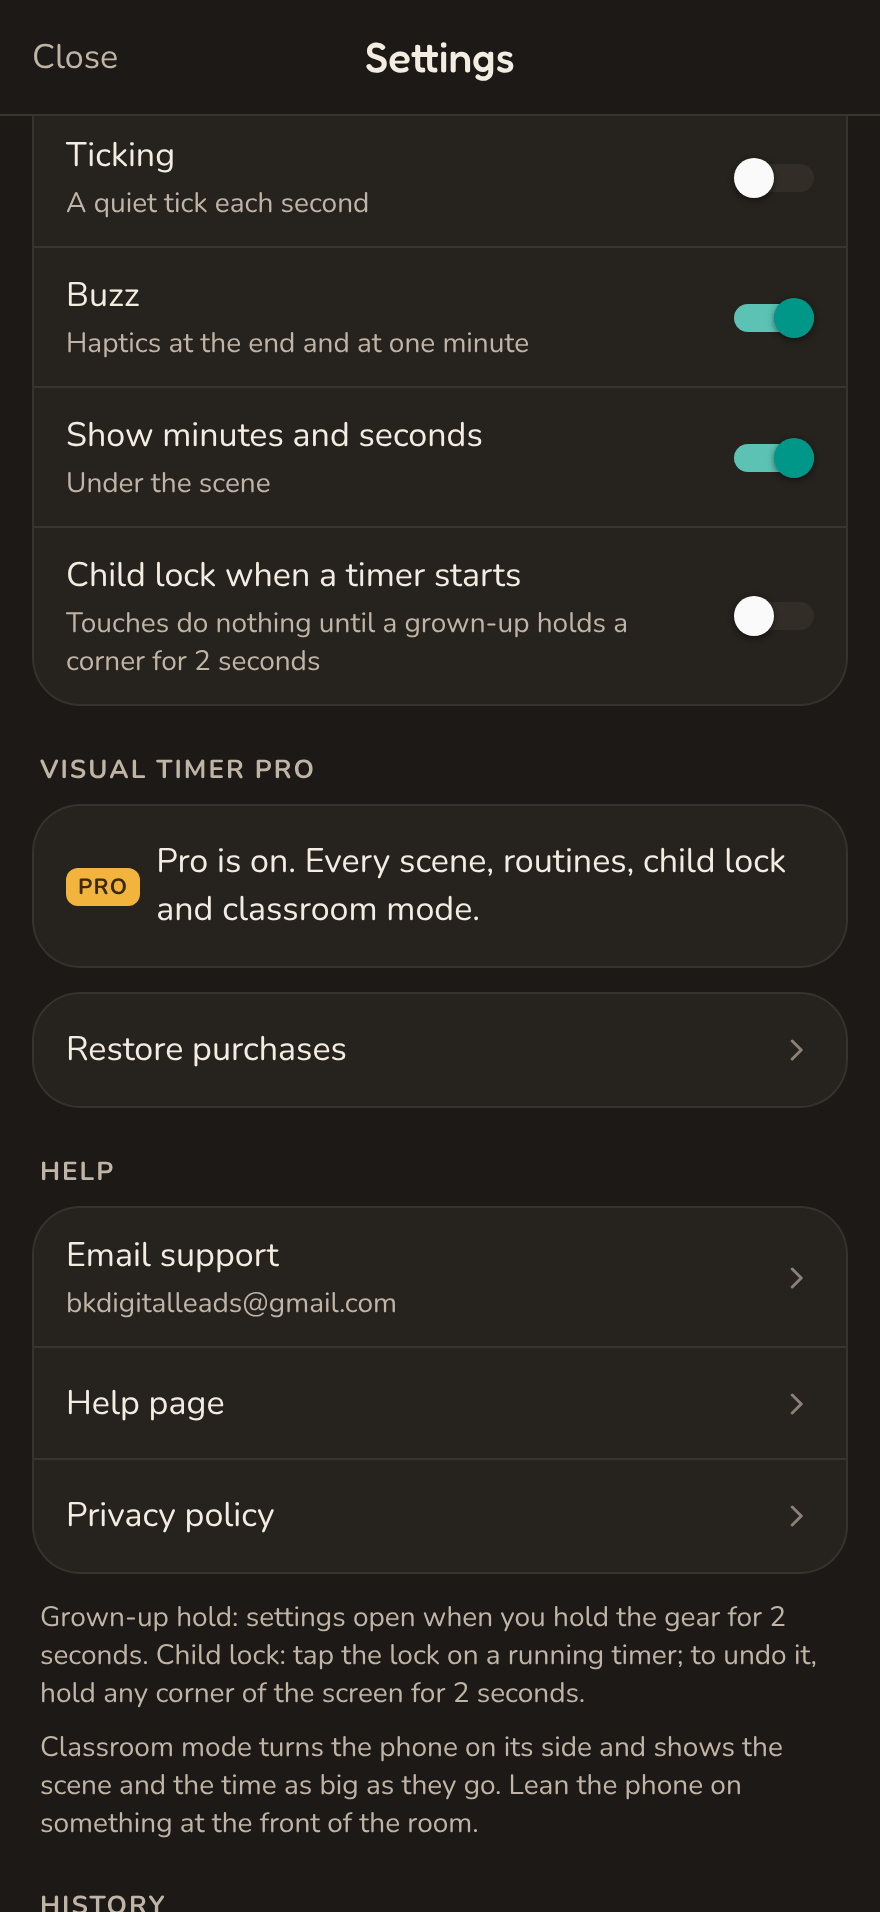 Close
Settings
Ticking
A quiet tick each second
Buzz
Haptics at the end and at one minute
Show minutes and seconds
Under the scene
Child lock when a timer starts
Touches do nothing until a grown-up holds a
corner for 2 seconds
VISUAL TIMER PRO
PRO
Pro is on. Every scene, routines, child lock
and classroom mode.
Restore purchases
HELP
Email support
bkdigitalleads@gmail.com
Help page
Privacy policy
Grown-up hold: settings open when you hold the gear for 2
seconds. Child lock: tap the lock on a running timer; to undo it,
hold any corner of the screen for 2 seconds.
Classroom mode turns the phone on its side and shows the
scene and the time as big as they go. Lean the phone on
something at the front of the room.
HISTORY